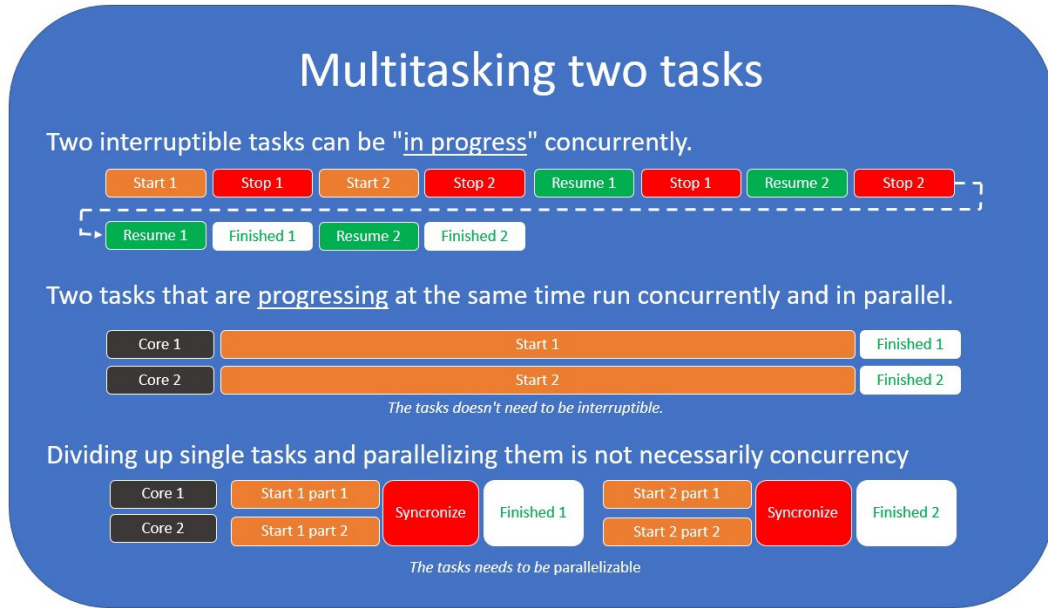 Multitasking two tasks
Two interruptible tasks can be "in progress" concurrently.
Start 1 Stop 1 Start 2 Stop 2 Resume 1 Stop 1 Resume 2 Stop 2
Resume 1 Finished 1 Resume 2 Finished 2
Two tasks that are progressing at the same time run concurrently and in parallel.
Core 1 Start 1 Finished 1
Core 2 Start 2 Finished 2
The tasks doesn't need to be interruptible.
Dividing up single tasks and parallelizing them is not necessarily concurrency
Core 1 Start 1 part 1 Syncronize Finished 1 Start 2 part 1 Syncronize Finished 2
Core 2 Start 1 part 2 Start 2 part 2
The tasks needs to be parallelizable